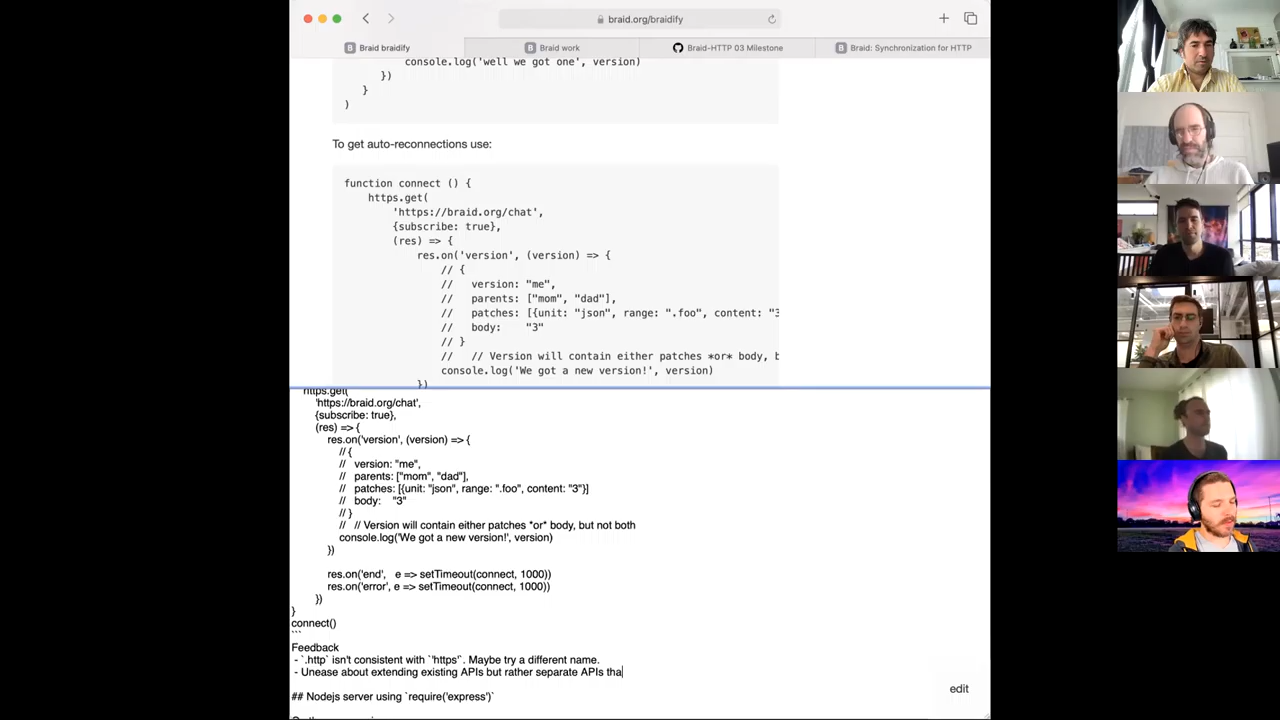 braid.org/braidify
Braid braidify
Braid work
Braid-HTTP 03 Milestone
Braid: Synchronization for HTTP
console.log('well we got one', version)
})
}
)
To get auto-reconnections use:
function connect () {
https.get(
'https://braid.org/chat',
{subscribe: true},
(res) => {
res.on('version', (version) => {
// {
// version: "me",
// parents: ["mom", "dad"],
// patches: [{unit: "json", range: ".foo", content: "3
// body: "3"
// }
// // Version will contain either patches *or* body, b
console.log('We got a new version!', version)
})
https.get(
'https://braid.org/chat',
{subscribe: true},
(res) => {
res.on('version', (version) => {
// {
// version: "me",
// parents: ["mom", "dad"],
// patches: [{unit: "json", range: ".foo", content: "3"}]
// body: "3"
// }
// // Version will contain either patches *or* body, but not both
console.log('We got a new version!', version)
})
res.on('end', e => setTimeout(connect, 1000))
res.on('error', e => setTimeout(connect, 1000))
})
}
connect()
```
Feedback
- `.http` isn't consistent with `'https'`. Maybe try a different name.
- Unease about extending existing APIs but rather separate APIs tha
edit
## Nodejs server using `require('express')`